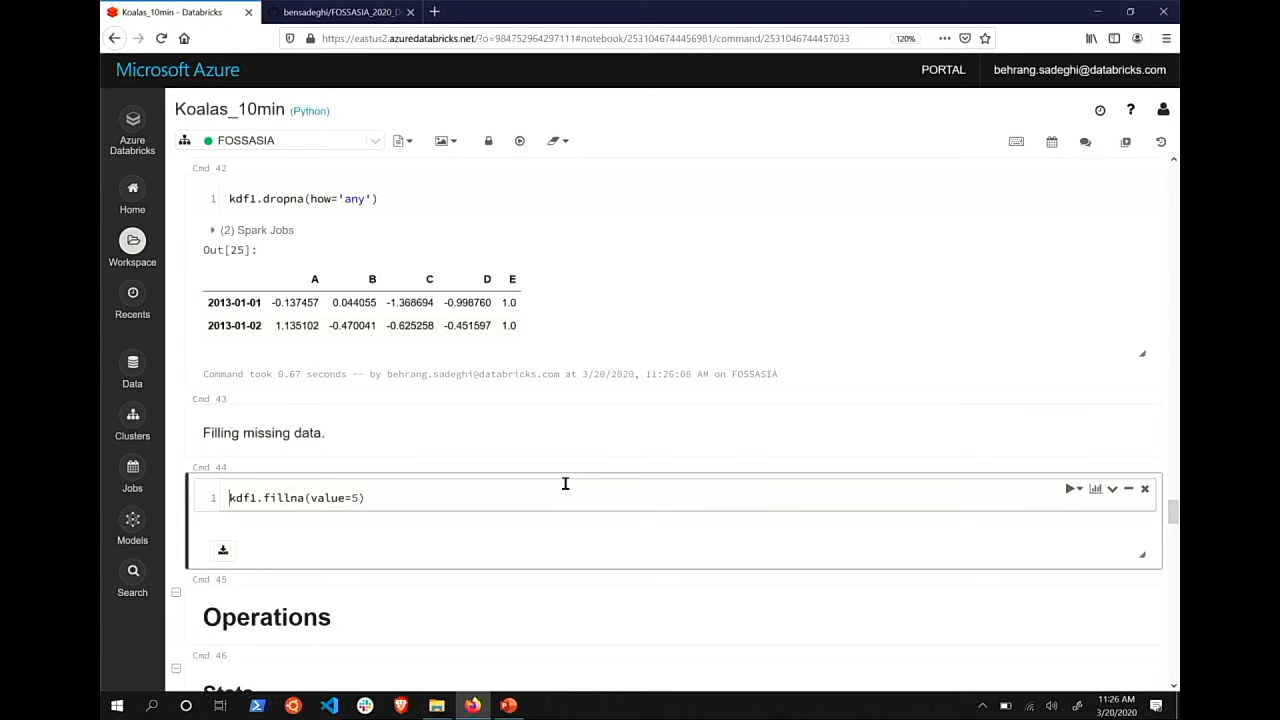 Koalas_10min - Databricks
bensadeghi/FOSSASIA_2020_D
https://eastus2.azuredatabricks.net/?o=984752964297111#notebook/2531046744456981/command/2531046744457033
120%
Microsoft Azure
PORTAL
behrang.sadeghi@databricks.com
Koalas_10min (Python)
FOSSASIA
Azure
Databricks
Home
Workspace
Recents
Data
Clusters
Jobs
Models
Search
Cmd 42
1 kdf1.dropna(how='any')
(2) Spark Jobs
Out[25]:
A B C D E
2013-01-01 -0.137457 0.044055 -1.368694 -0.998760 1.0
2013-01-02 1.135102 -0.470041 -0.625258 -0.451597 1.0
Command took 0.67 seconds -- by behrang.sadeghi@databricks.com at 3/20/2020, 11:26:08 AM on FOSSASIA
Cmd 43
Filling missing data.
Cmd 44
1 kdf1.fillna(value=5)
Cmd 45
Operations
Cmd 46
Stats
11:26 AM
3/20/2020